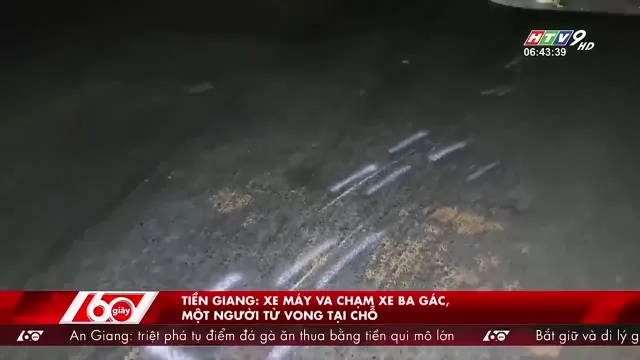 HTV9 HD
06:43:39
60 giây
TIỀN GIANG: XE MÁY VA CHẠM XE BA GÁC,
MỘT NGƯỜI TỬ VONG TẠI CHỖ
60 An Giang: triệt phá tụ điểm đá gà ăn thua bằng tiền qui mô lớn 60 Bắt giữ và di lý g